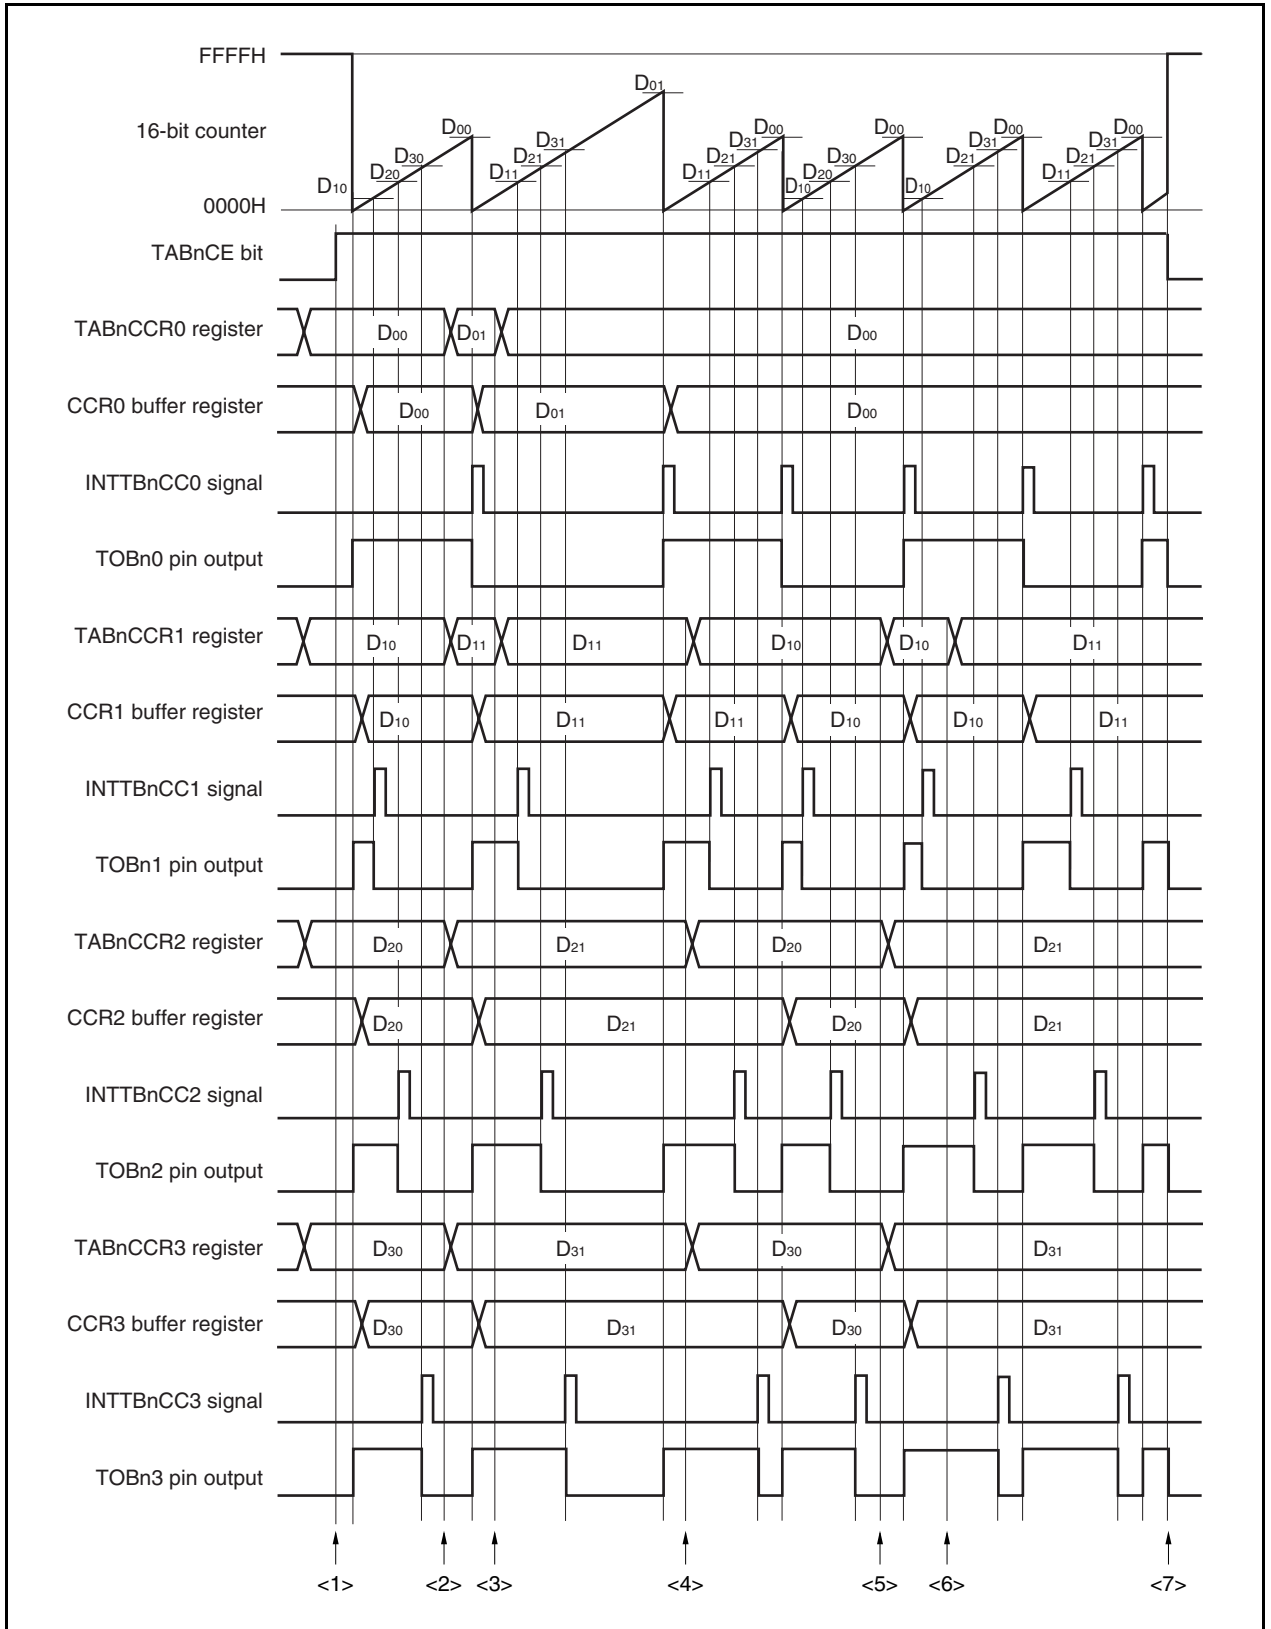 FFFFH
D01
16-bit counter
D00 D00 D00 D00 D00
D31 D31 D31 D31
D30 D21 D21 D30 D21 D21
D20 D11 D11 D20 D11
D10 D10 D10
0000H
TABnCE bit
TABnCCR0 register D00 D01 D00
CCR0 buffer register D00 D01 D00
INTTBnCC0 signal
TOBn0 pin output
TABnCCR1 register D10 D11 D11 D10 D10 D11
CCR1 buffer register D10 D11 D11 D10 D10 D11
INTTBnCC1 signal
TOBn1 pin output
TABnCCR2 register D20 D21 D20 D21
CCR2 buffer register D20 D21 D20 D21
INTTBnCC2 signal
TOBn2 pin output
TABnCCR3 register D30 D31 D30 D31
CCR3 buffer register D30 D31 D30 D31
INTTBnCC3 signal
TOBn3 pin output
<1> <2> <3> <4> <5> <6> <7>